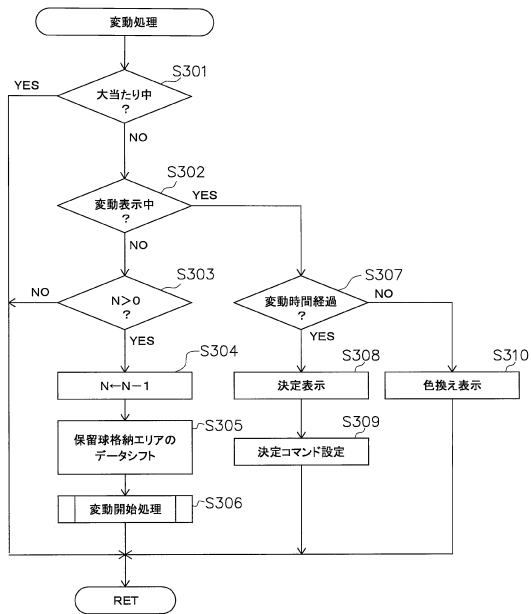 変動処理
S301
大当たり中
?
YES
NO
S302
変動表示中
?
YES
NO
S303
N>0
?
NO
YES
S307
変動時間経過
?
NO
YES
S304
N←N−1
S308
決定表示
S310
色換え表示
S305
保留球格納エリアの
データシフト
S309
決定コマンド設定
S306
変動開始処理
RET